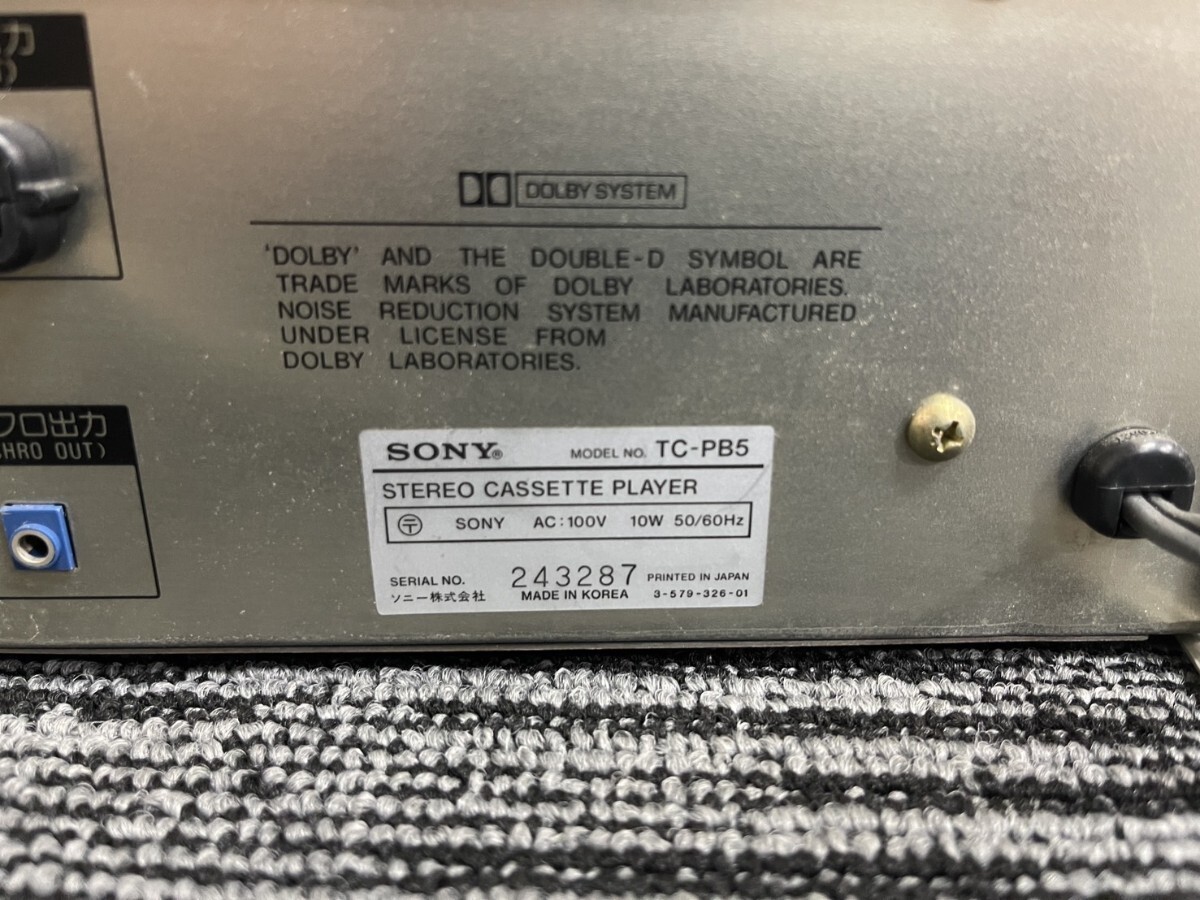 力
DOLBY SYSTEM
'DOLBY' AND THE DOUBLE-D SYMBOL ARE
TRADE MARKS OF DOLBY LABORATORIES.
NOISE REDUCTION SYSTEM MANUFACTURED
UNDER LICENSE FROM
DOLBY LABORATORIES.
クロ出力
HRO OUT)
SONY® MODEL NO. TC-PB5
STEREO CASSETTE PLAYER
〒 SONY AC:100V 10W 50/60Hz
SERIAL NO. 243287 PRINTED IN JAPAN
ソニー株式会社 MADE IN KOREA 3-579-326-01